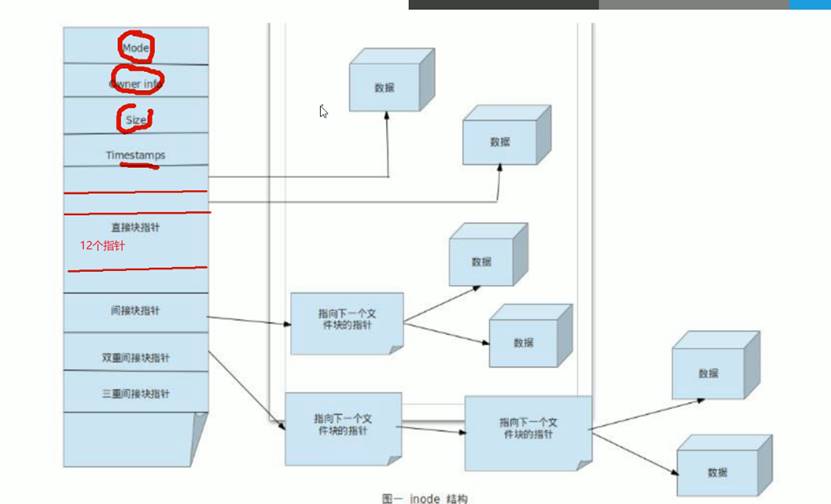 Mode
Owner info
Size
Timestamps
直接块指针
12个指针
间接块指针
双重间接块指针
三重间接块指针
数据
数据
数据
指向下一个文
件块的指针
数据
数据
指向下一个文
件块的指针
指向下一个文
件块的指针
数据
图一 inode 结构